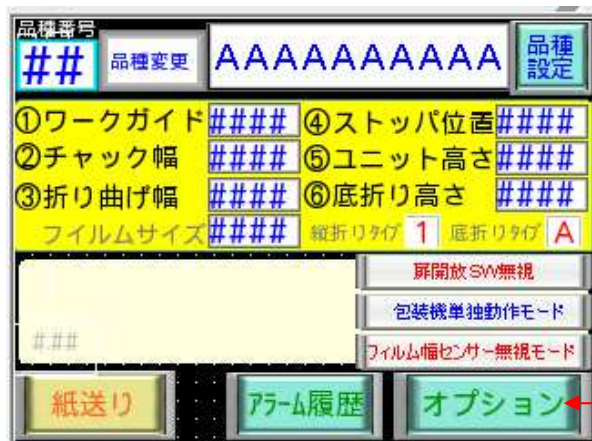 品種番号
## 品種変更 AAAAAAAAAA 品種
設定
①ワークガイド #### ④ストッパ位置 ####
②チャック幅 #### ⑤ユニット高さ ####
③折り曲げ幅 #### ⑥底折り高さ ####
フイルムサイズ #### 縦折りタイプ 1 底折りタイプ A
扉開放SW無視
包装機単独動作モード
#.##
フィルム幅センサー無視モード
紙送り アラーム履歴 オプション